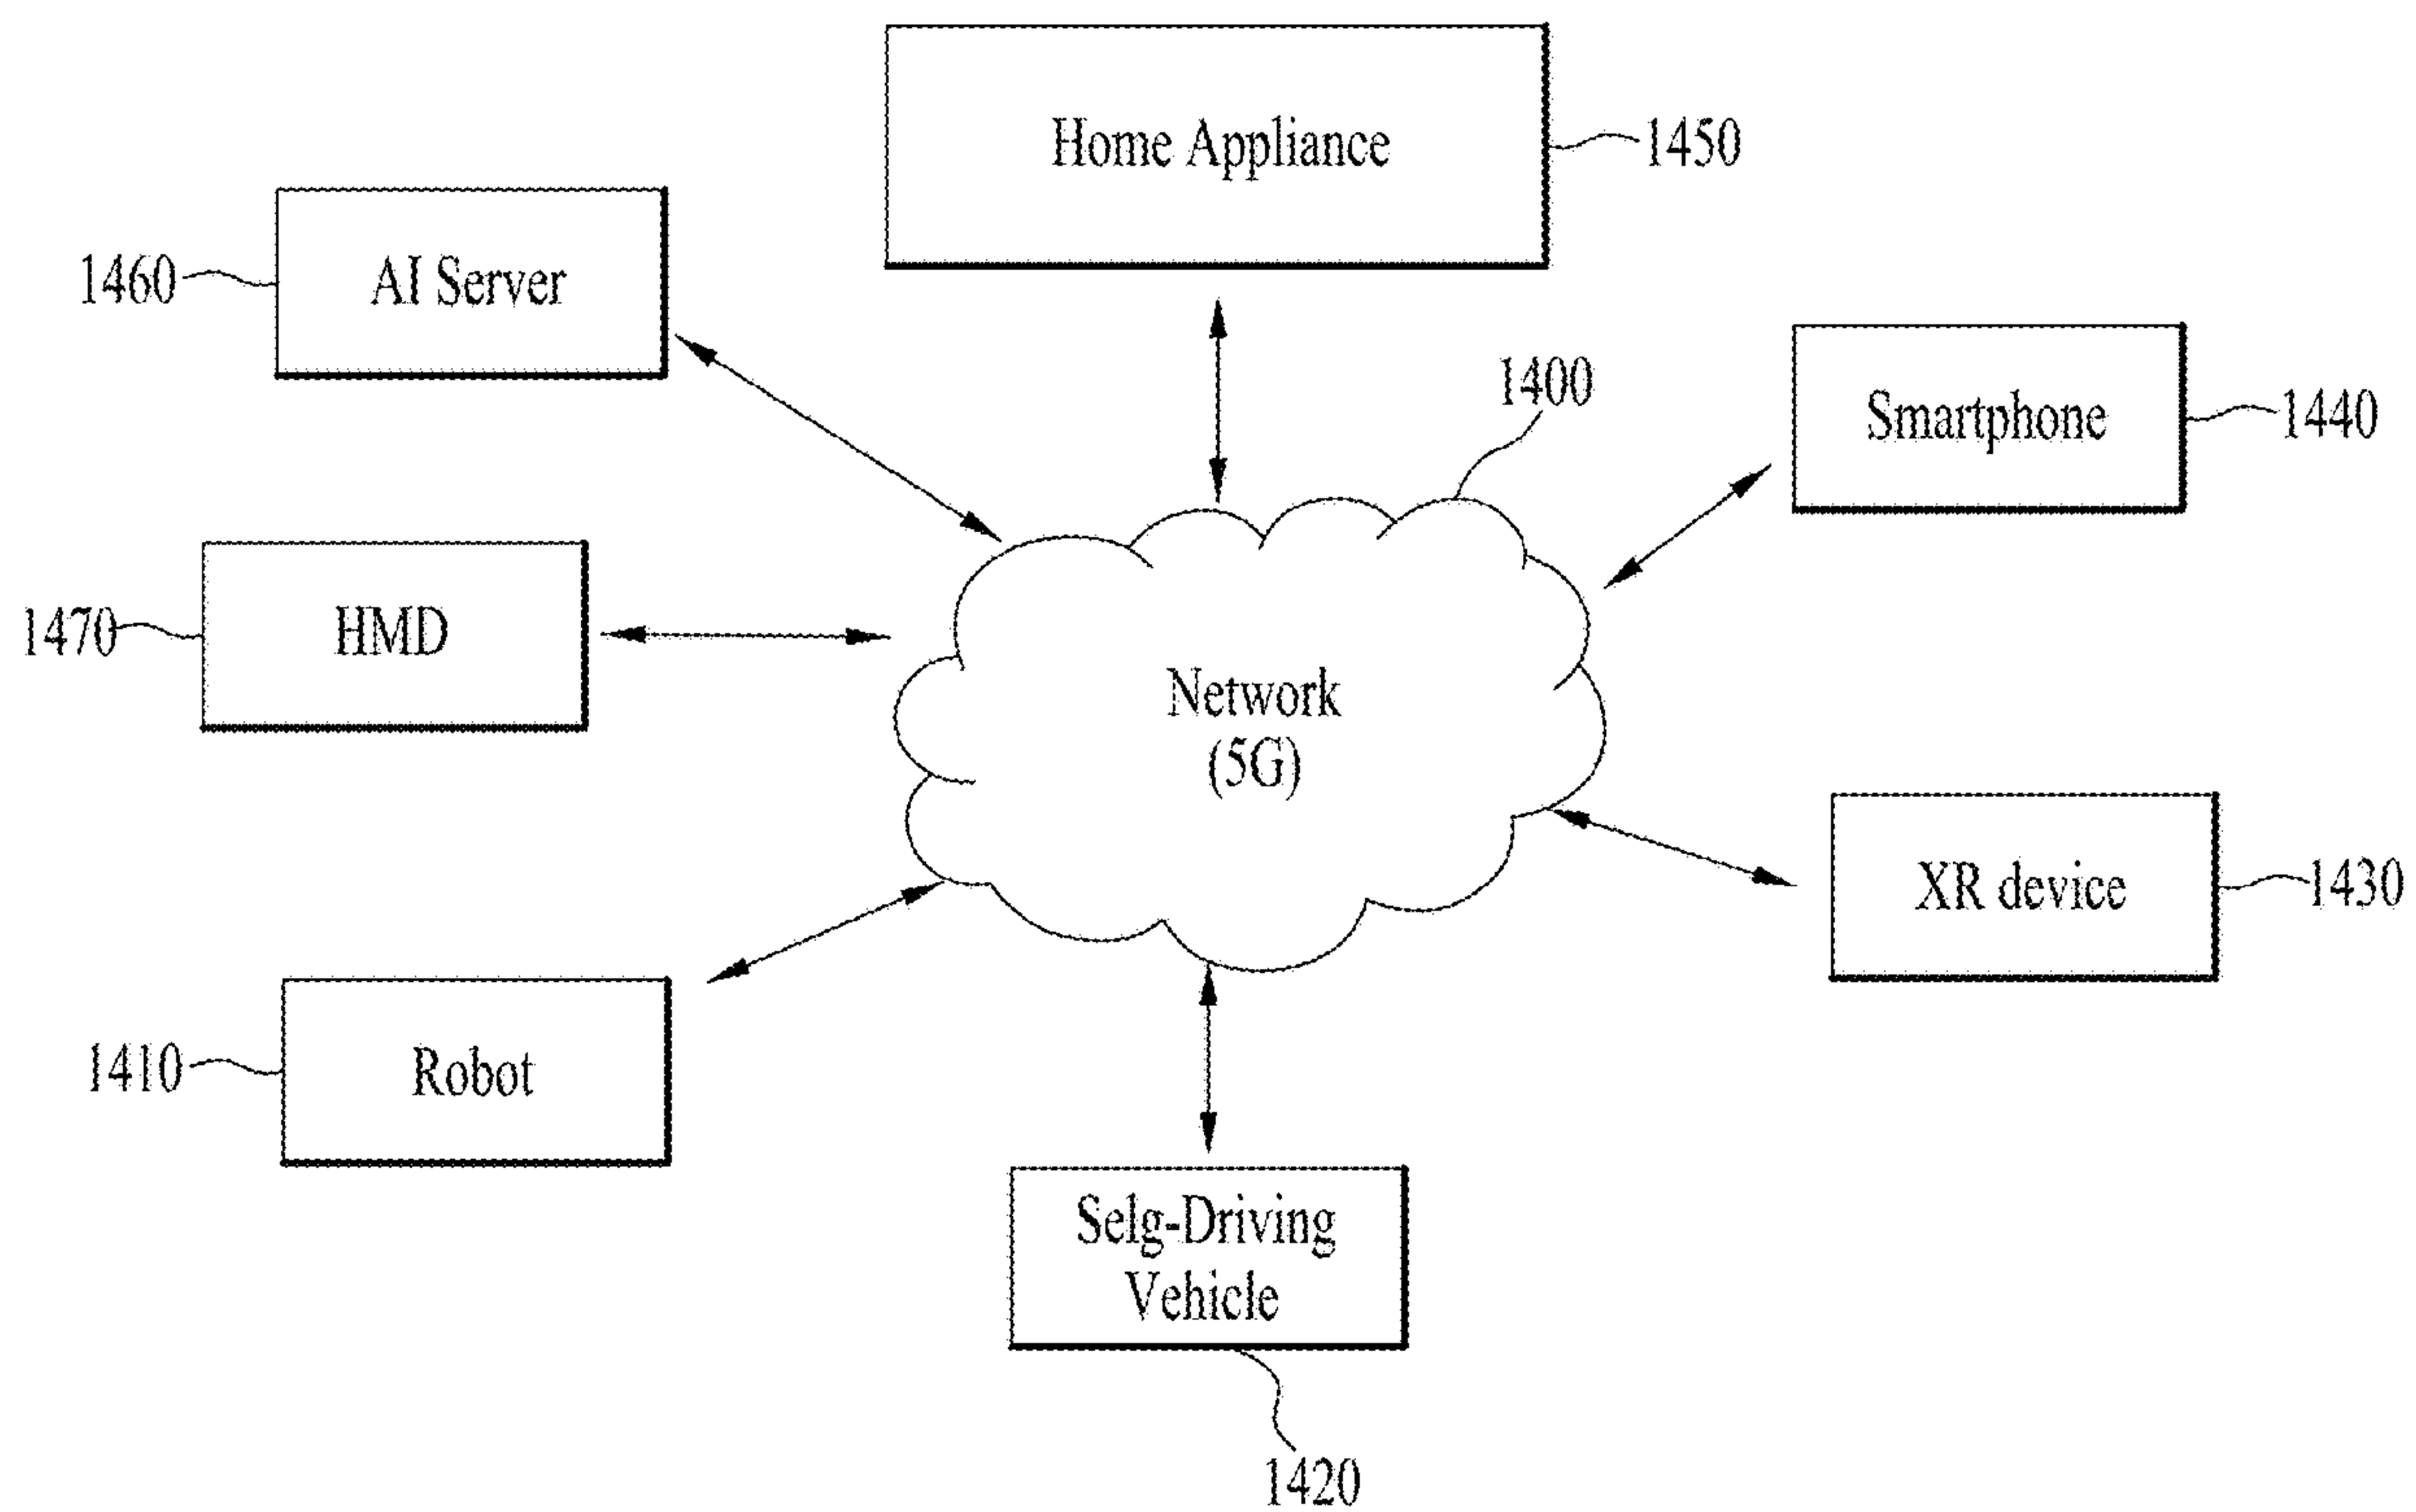 Home Appliance
1450
AI Server
1460
1400
Smartphone
1440
HMD
1470
Network
(5G)
XR device
1430
Robot
1410
Selg-Driving
Vehicle
1420